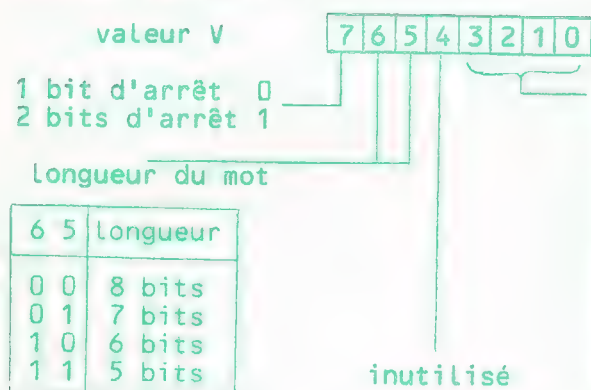 valeur V 7 6 5 4 3 2 1 0
1 bit d'arrêt 0
2 bits d'arrêt 1
longueur du mot
6 5 longueur
0 0 8 bits
0 1 7 bits
1 0 6 bits
1 1 5 bits
inutilisé